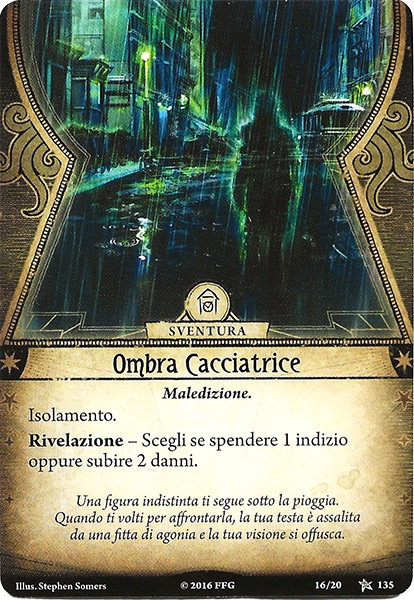 SVENTURA
Ombra Cacciatrice
Maledizione.
Isolamento.
Rivelazione – Scegli se spendere 1 indizio
oppure subire 2 danni.
Una figura indistinta ti segue sotto la pioggia.
Quando ti volti per affrontarla, la tua testa è assalita
da una fitta di agonia e la tua visione si offusca.
Illus. Stephen Somers © 2016 FFG 16/20 135